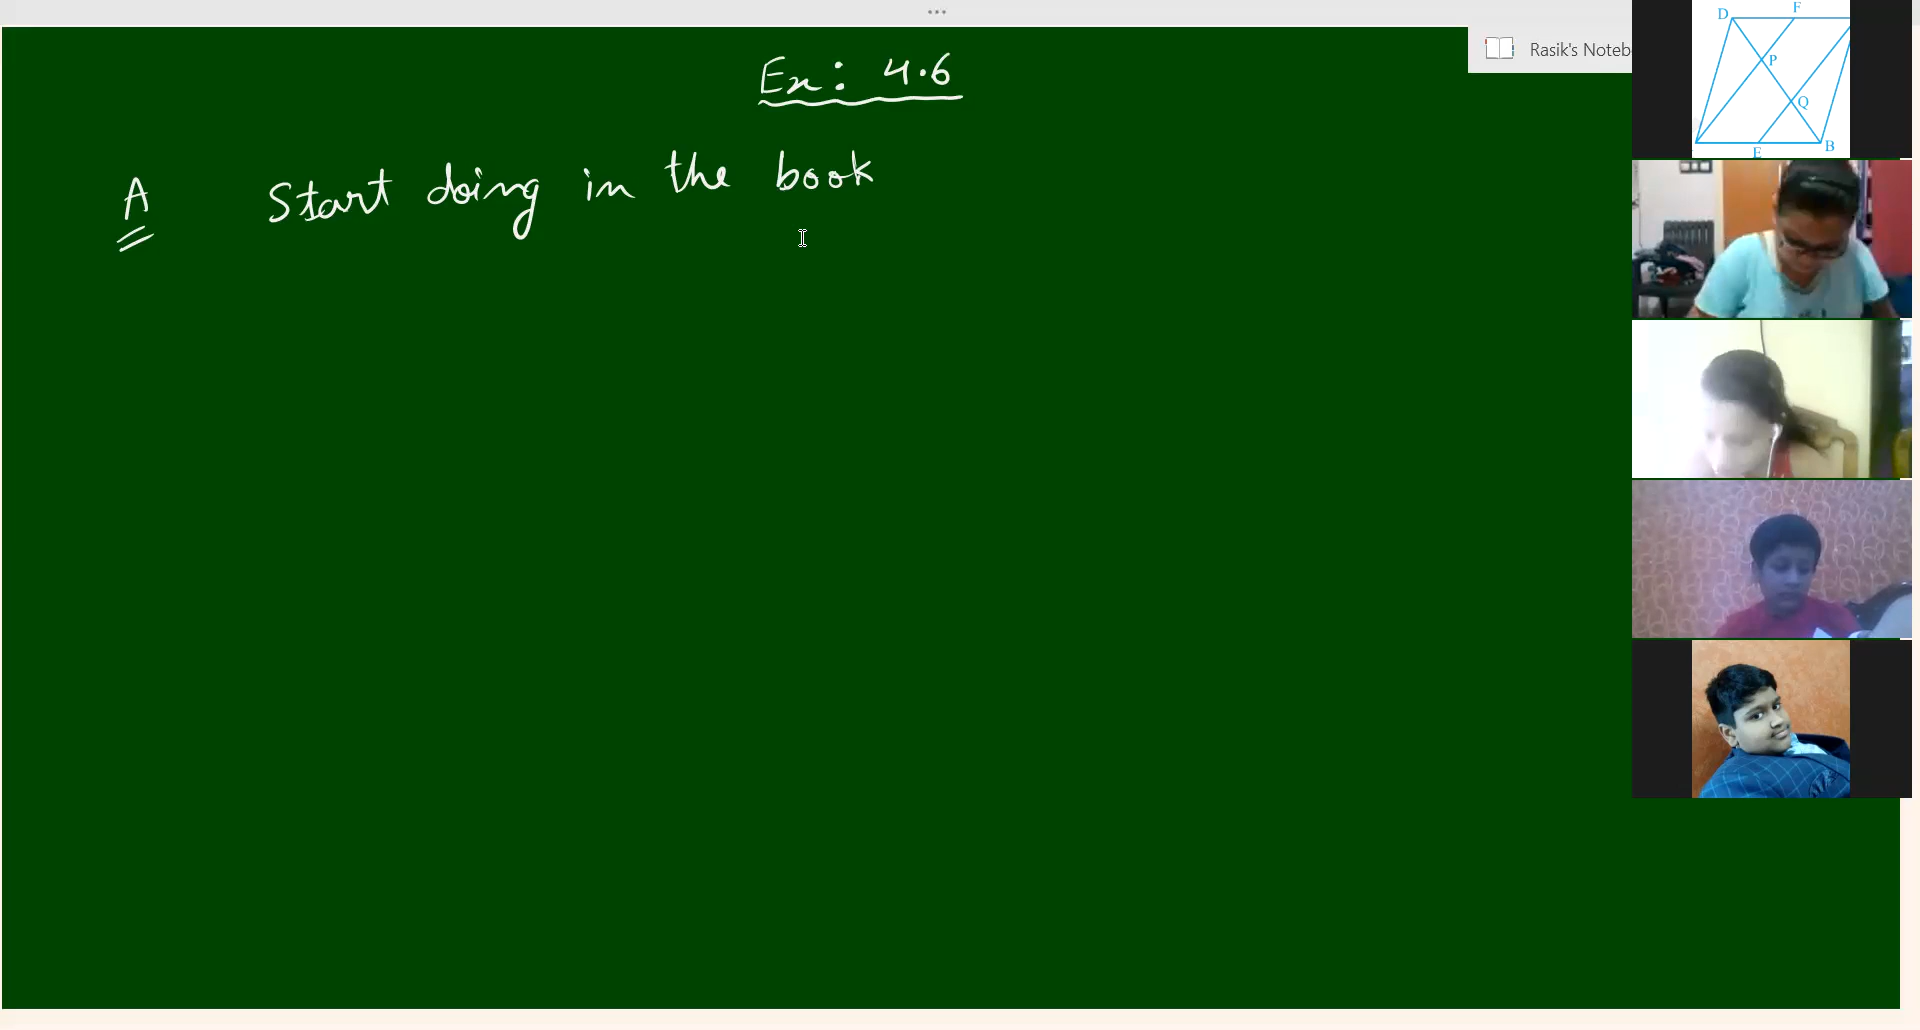 Ex: 4.6
A Start doing in the book
Rasik's Noteb
D F
P
Q
E B